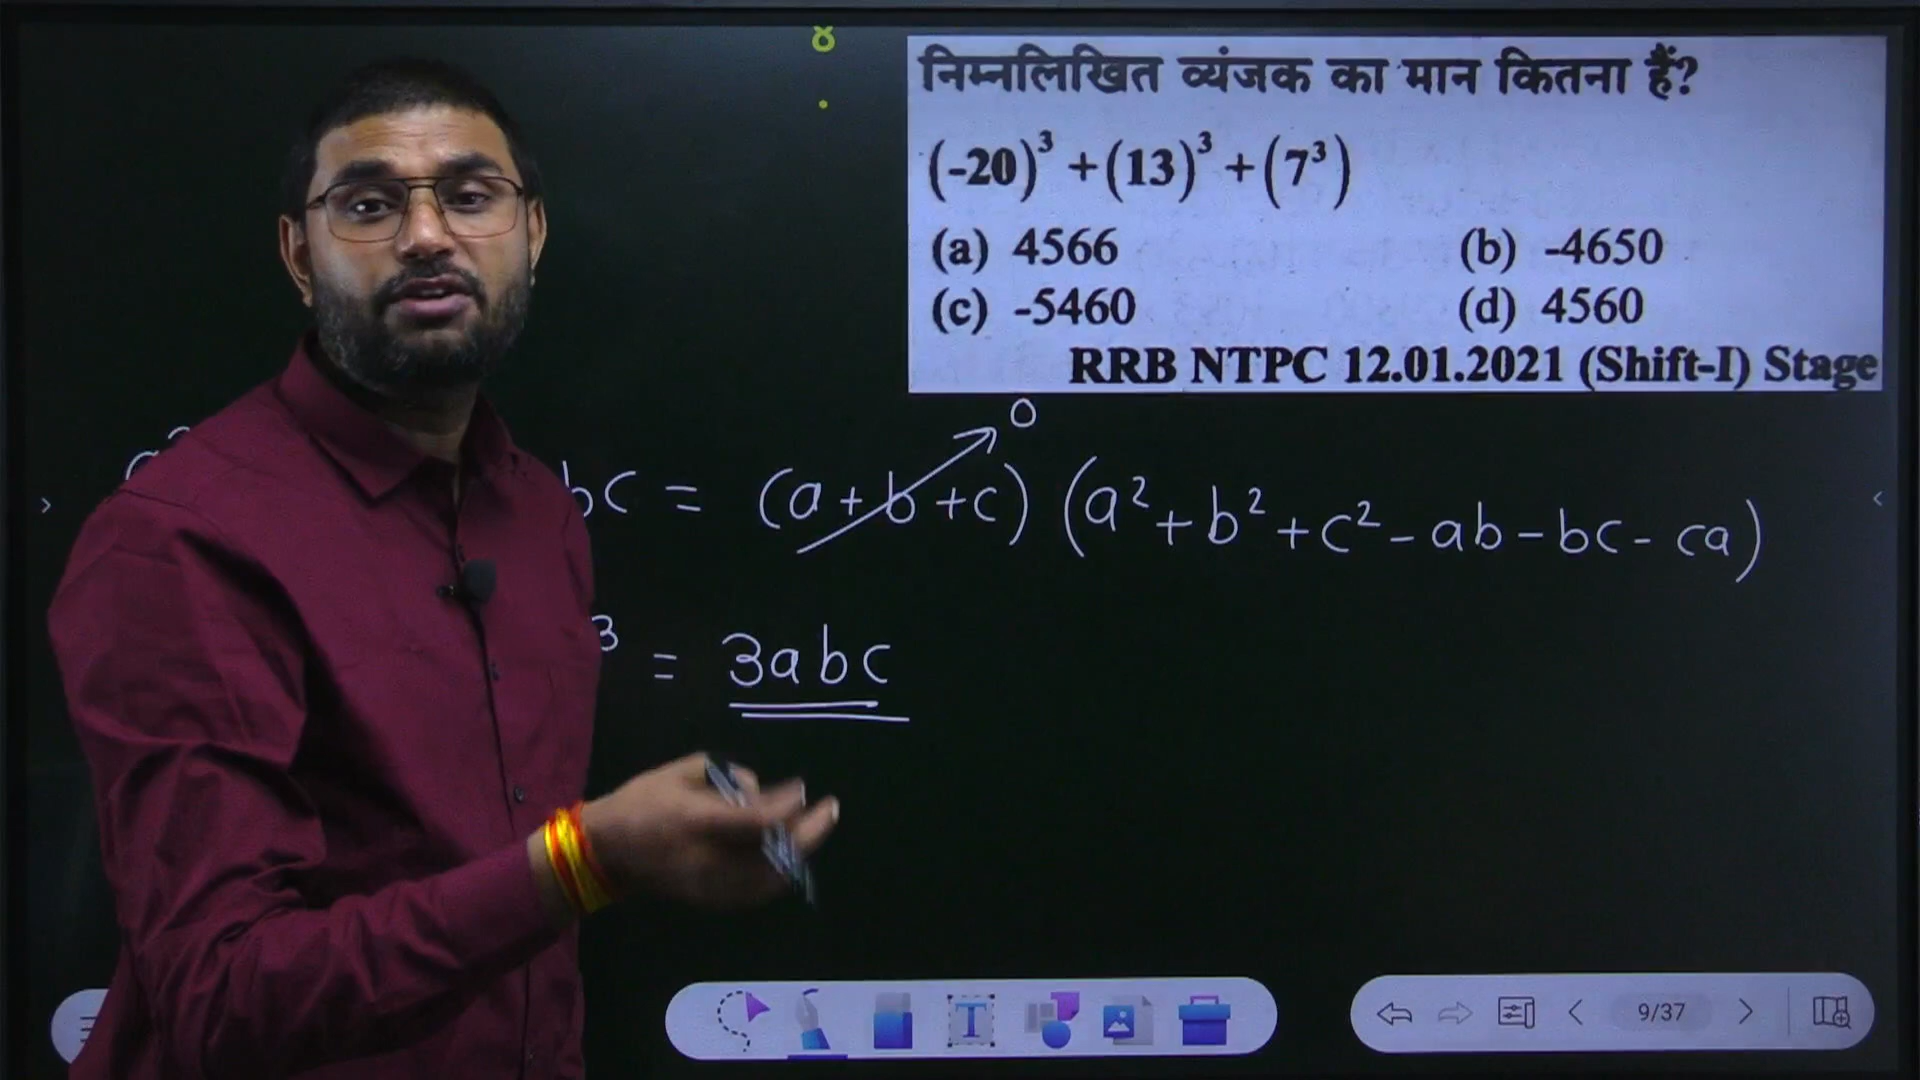 ४
निम्नलिखित व्यंजक का मान कितना हैं?
(-20)³ + (13)³ + (7³)
(a) 4566 (b) -4650
(c) -5460 (d) 4560
RRB NTPC 12.01.2021 (Shift-I) Stage
0
bc = (a+b+c) (a²+b²+c²-ab-bc-ca)
3 = 3abc
T
9/37